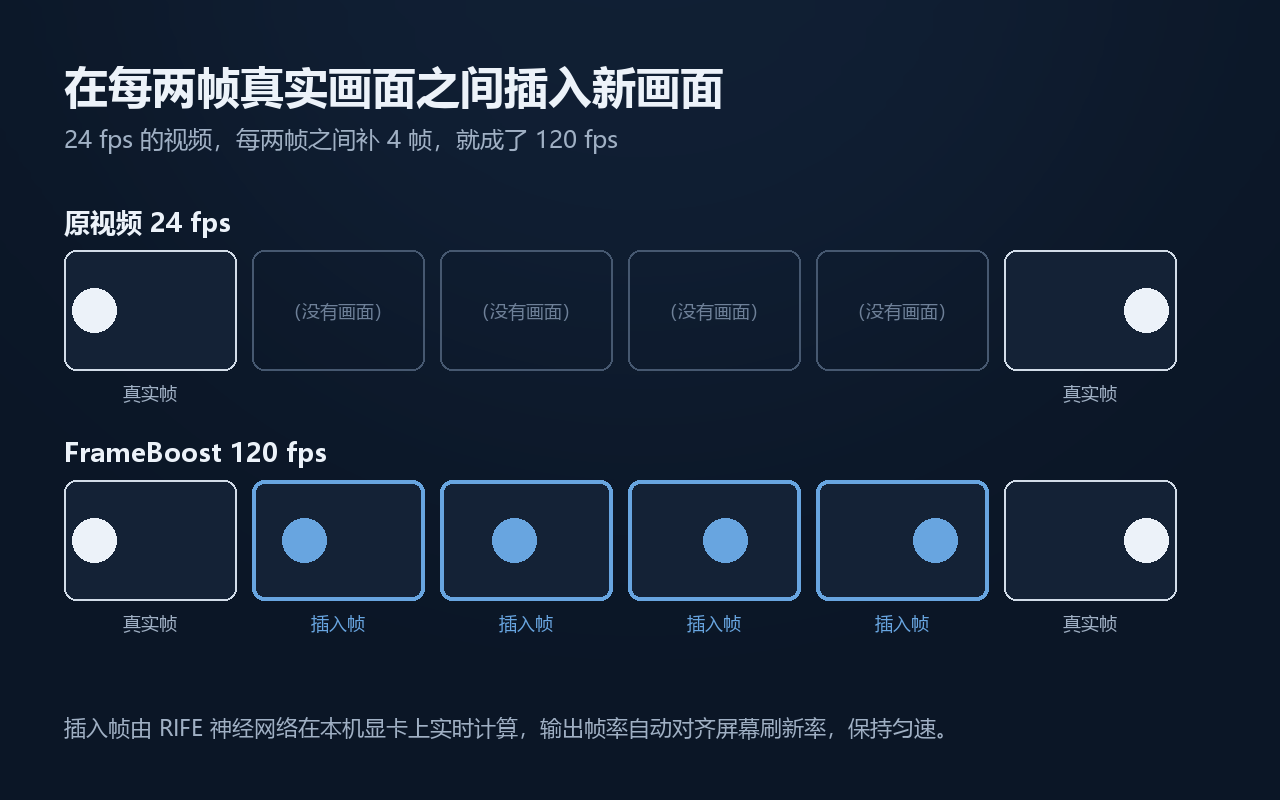 在每两帧真实画面之间插入新画面
24 fps 的视频，每两帧之间补 4 帧，就成了 120 fps
原视频 24 fps
（没有画面） （没有画面） （没有画面） （没有画面）
真实帧 真实帧
FrameBoost 120 fps
真实帧 插入帧 插入帧 插入帧 插入帧 真实帧
插入帧由 RIFE 神经网络在本机显卡上实时计算，输出帧率自动对齐屏幕刷新率，保持匀速。